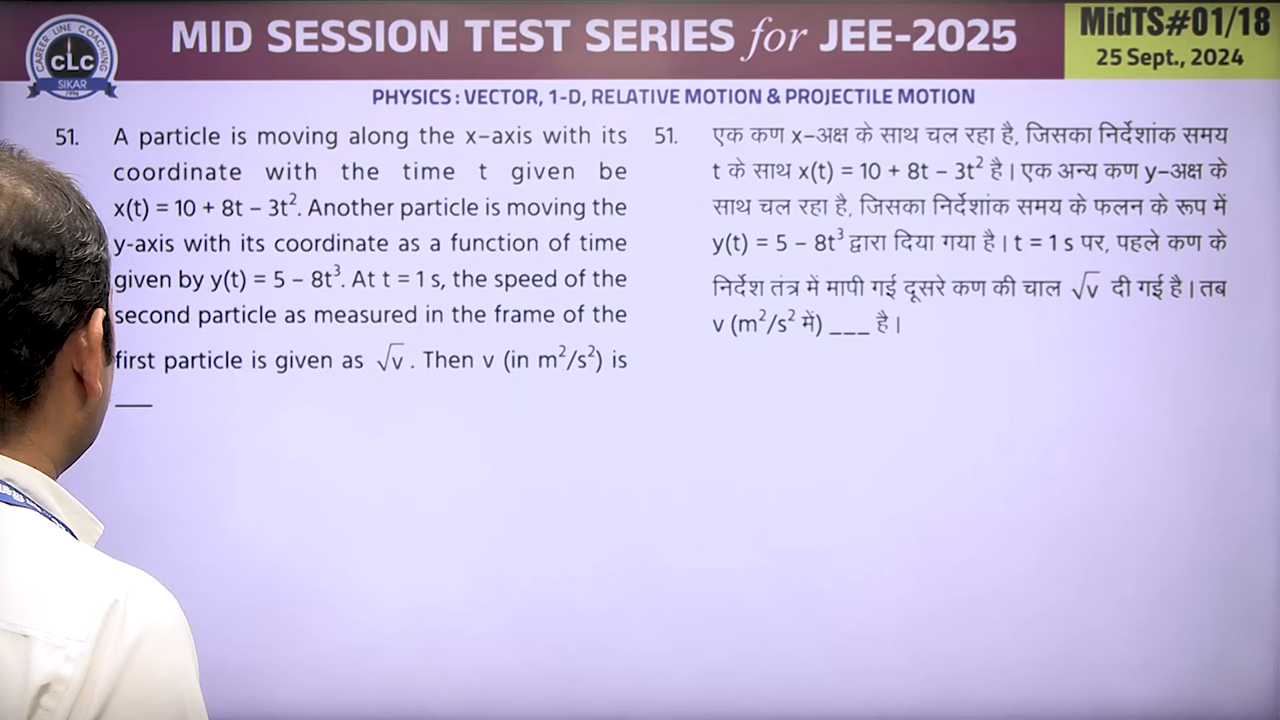 MID SESSION TEST SERIES for JEE-2025
MidTS#01/18
25 Sept., 2024
CAREER LINE COACHING
CLC
SIKAR
PHYSICS : VECTOR, 1-D, RELATIVE MOTION & PROJECTILE MOTION
51. A particle is moving along the x–axis with its
coordinate with the time t given be
x(t) = 10 + 8t – 3t². Another particle is moving the
y-axis with its coordinate as a function of time
given by y(t) = 5 – 8t³. At t = 1 s, the speed of the
second particle as measured in the frame of the
first particle is given as √v . Then v (in m²/s²) is
___
51. एक कण x–अक्ष के साथ चल रहा है, जिसका निर्देशांक समय
t के साथ x(t) = 10 + 8t – 3t² है। एक अन्य कण y–अक्ष के
साथ चल रहा है, जिसका निर्देशांक समय के फलन के रूप में
y(t) = 5 – 8t³ द्वारा दिया गया है। t = 1 s पर, पहले कण के
निर्देश तंत्र में मापी गई दूसरे कण की चाल √v दी गई है। तब
v (m²/s² में) ___ है।